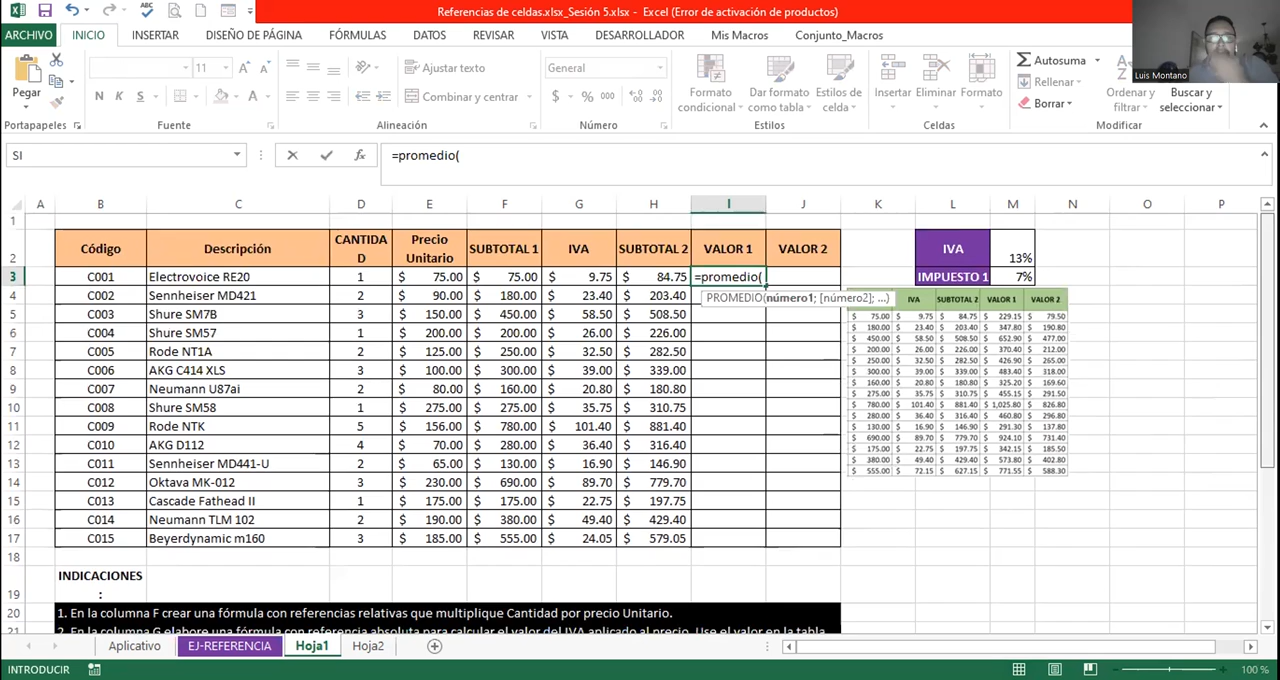 Referencias de celdas.xlsx_Sesión 5.xlsx - Excel (Error de activación de productos)
ARCHIVO INICIO INSERTAR DISEÑO DE PÁGINA FÓRMULAS DATOS REVISAR VISTA DESARROLLADOR Mis Macros Conjunto_Macros
Luis Montano
Pegar
11
N K S
Ajustar texto
Combinar y centrar
General
$ % 000
Formato condicional
Dar formato como tabla
Estilos de celda
Insertar Eliminar Formato
Autosuma
Rellenar
Borrar
Ordenar y filtrar
Buscar y seleccionar
Portapapeles Fuente Alineación Número Estilos Celdas Modificar
SI =promedio(
A B C D E F G H I J K L M N O P
1
2 Código Descripción CANTIDAD Precio Unitario SUBTOTAL 1 IVA SUBTOTAL 2 VALOR 1 VALOR 2 IVA 13%
3 C001 Electrovoice RE20 1 $ 75.00 $ 75.00 $ 9.75 $ 84.75 =promedio( IMPUESTO 1 7%
PROMEDIO(número1; [número2]; ...)
4 C002 Sennheiser MD421 2 $ 90.00 $ 180.00 $ 23.40 $ 203.40
5 C003 Shure SM7B 3 $ 150.00 $ 450.00 $ 58.50 $ 508.50
6 C004 Shure SM57 1 $ 200.00 $ 200.00 $ 26.00 $ 226.00
7 C005 Rode NT1A 2 $ 125.00 $ 250.00 $ 32.50 $ 282.50
8 C006 AKG C414 XLS 3 $ 100.00 $ 300.00 $ 39.00 $ 339.00
9 C007 Neumann U87ai 2 $ 80.00 $ 160.00 $ 20.80 $ 180.80
10 C008 Shure SM58 1 $ 275.00 $ 275.00 $ 35.75 $ 310.75
11 C009 Rode NTK 5 $ 156.00 $ 780.00 $ 101.40 $ 881.40
12 C010 AKG D112 4 $ 70.00 $ 280.00 $ 36.40 $ 316.40
13 C011 Sennheiser MD441-U 2 $ 65.00 $ 130.00 $ 16.90 $ 146.90
14 C012 Oktava MK-012 3 $ 230.00 $ 690.00 $ 89.70 $ 779.70
15 C013 Cascade Fathead II 1 $ 175.00 $ 175.00 $ 22.75 $ 197.75
16 C014 Neumann TLM 102 2 $ 190.00 $ 380.00 $ 49.40 $ 429.40
17 C015 Beyerdynamic m160 3 $ 185.00 $ 555.00 $ 24.05 $ 579.05
IVA SUBTOTAL 2 VALOR 1 VALOR 2
$ 75.00 $ 9.75 $ 84.75 $ 229.15 $ 79.50
$ 180.00 $ 23.40 $ 203.40 $ 347.80 $ 190.80
$ 450.00 $ 58.50 $ 508.50 $ 652.90 $ 477.00
$ 200.00 $ 26.00 $ 226.00 $ 370.40 $ 212.00
$ 250.00 $ 32.50 $ 282.50 $ 426.90 $ 265.00
$ 300.00 $ 39.00 $ 339.00 $ 483.40 $ 318.00
$ 160.00 $ 20.80 $ 180.80 $ 325.20 $ 169.60
$ 275.00 $ 35.75 $ 310.75 $ 455.15 $ 291.50
$ 780.00 $ 101.40 $ 881.40 $ 1,025.80 $ 826.80
$ 280.00 $ 36.40 $ 316.40 $ 460.80 $ 296.80
$ 130.00 $ 16.90 $ 146.90 $ 291.30 $ 137.80
$ 690.00 $ 89.70 $ 779.70 $ 924.10 $ 731.40
$ 175.00 $ 22.75 $ 197.75 $ 342.15 $ 185.50
$ 380.00 $ 49.40 $ 429.40 $ 573.80 $ 402.80
$ 555.00 $ 72.15 $ 627.15 $ 771.55 $ 588.30
18
19 INDICACIONES:
20 1. En la columna F crear una fórmula con referencias relativas que multiplique Cantidad por precio Unitario.
21 2. En la columna G elabore una fórmula con referencia absoluta para calcular el valor del IVA aplicado al precio. Use el valor en la tabla
Aplicativo EJ-REFERENCIA Hoja1 Hoja2
INTRODUCIR 100 %